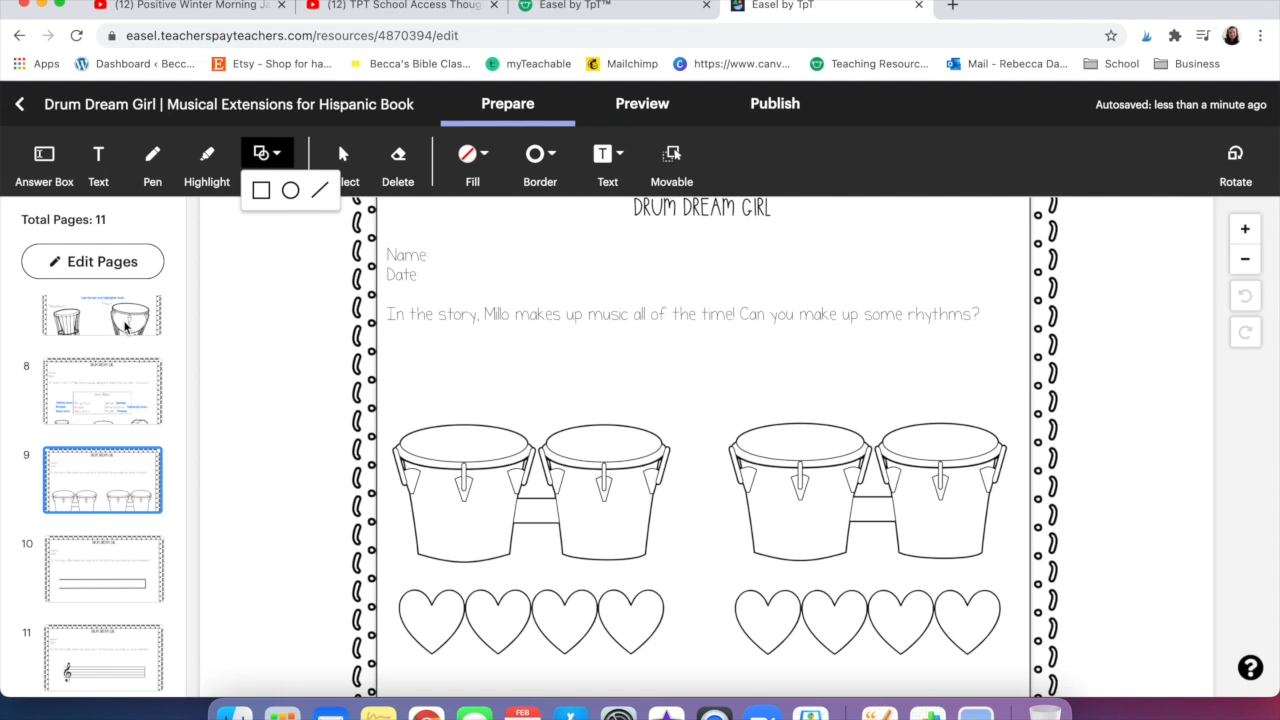 (12) Positive Winter Morning Ja
(12) TPT School Access Thoug
Easel by TpT™
Easel by TpT
easel.teacherspayteachers.com/resources/4870394/edit
Apps
Dashboard ‹ Becc...
Etsy - Shop for ha...
Becca's Bible Clas...
myTeachable
Mailchimp
https://www.canv...
Teaching Resourc...
Mail - Rebecca Da...
School
Business
Drum Dream Girl | Musical Extensions for Hispanic Book
Prepare
Preview
Publish
Autosaved: less than a minute ago
Answer Box
Text
Pen
Highlight
lect
Delete
Fill
Border
Text
Movable
Rotate
Total Pages: 11
Edit Pages
8
9
10
11
DRUM DREAM GIRL
Name:
Date:
In the story, Millo makes up music all of the time! Can you make up some rhythms?
FEB